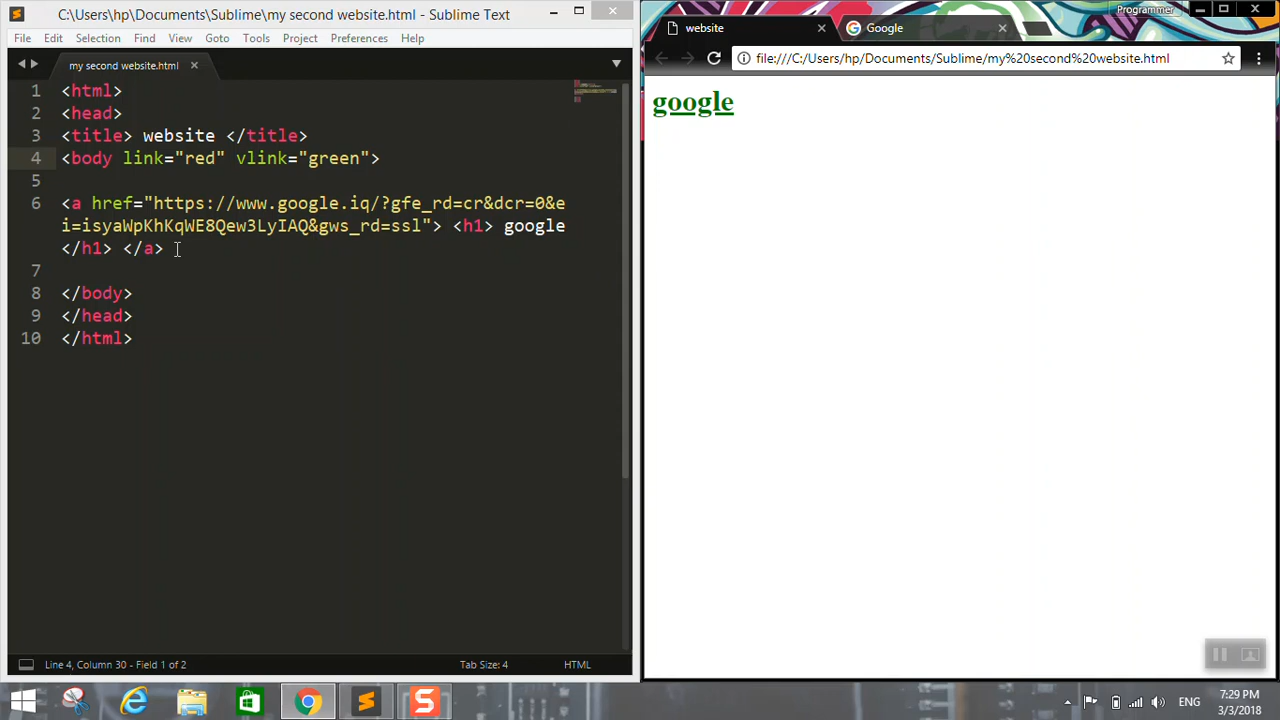 C:\Users\hp\Documents\Sublime\my second website.html - Sublime Text
File Edit Selection Find View Goto Tools Project Preferences Help
my second website.html
1 <html>
2 <head>
3 <title> website </title>
4 <body link="red" vlink="green">
5
6 <a href="https://www.google.iq/?gfe_rd=cr&dcr=0&e
i=isyaWpKhKqWE8Qew3LyIAQ&gws_rd=ssl"> <h1> google
</h1> </a>
7
8 </body>
9 </head>
10 </html>
Line 4, Column 30 - Field 1 of 2
Tab Size: 4
HTML
Programmer
website
Google
file:///C:/Users/hp/Documents/Sublime/my%20second%20website.html
google
ENG
7:29 PM
3/3/2018